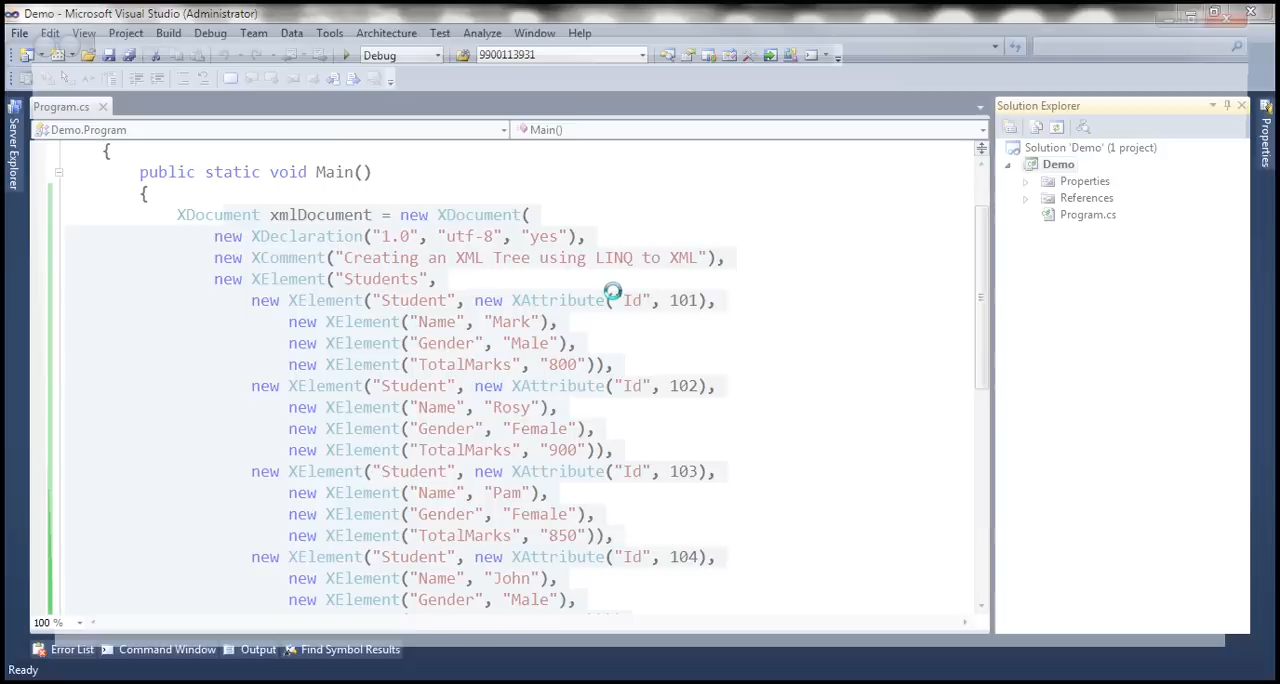 Demo - Microsoft Visual Studio (Administrator)
File Edit View Project Build Debug Team Data Tools Architecture Test Analyze Window Help
Debug 9900113931
Program.cs
Demo.Program Main()
{
public static void Main()
{
XDocument xmlDocument = new XDocument(
new XDeclaration("1.0", "utf-8", "yes"),
new XComment("Creating an XML Tree using LINQ to XML"),
new XElement("Students",
new XElement("Student", new XAttribute("Id", 101),
new XElement("Name", "Mark"),
new XElement("Gender", "Male"),
new XElement("TotalMarks", "800")),
new XElement("Student", new XAttribute("Id", 102),
new XElement("Name", "Rosy"),
new XElement("Gender", "Female"),
new XElement("TotalMarks", "900")),
new XElement("Student", new XAttribute("Id", 103),
new XElement("Name", "Pam"),
new XElement("Gender", "Female"),
new XElement("TotalMarks", "850")),
new XElement("Student", new XAttribute("Id", 104),
new XElement("Name", "John"),
new XElement("Gender", "Male"),
100 %
Solution Explorer
Solution 'Demo' (1 project)
Demo
Properties
References
Program.cs
Server Explorer
Properties
Error List Command Window Output Find Symbol Results
Ready